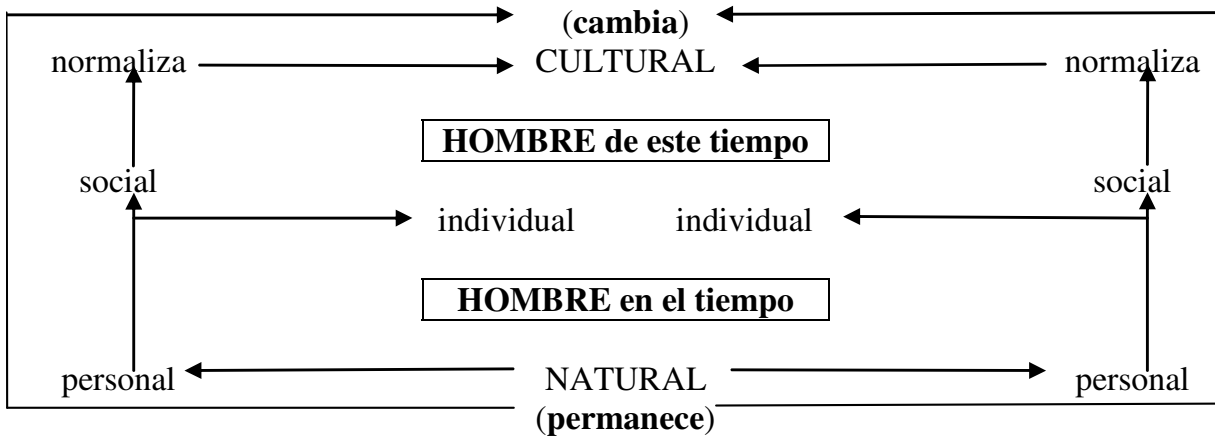 (cambia)
normaliza CULTURAL normaliza
HOMBRE de este tiempo
social social
individual individual
HOMBRE en el tiempo
personal NATURAL personal
(permanece)